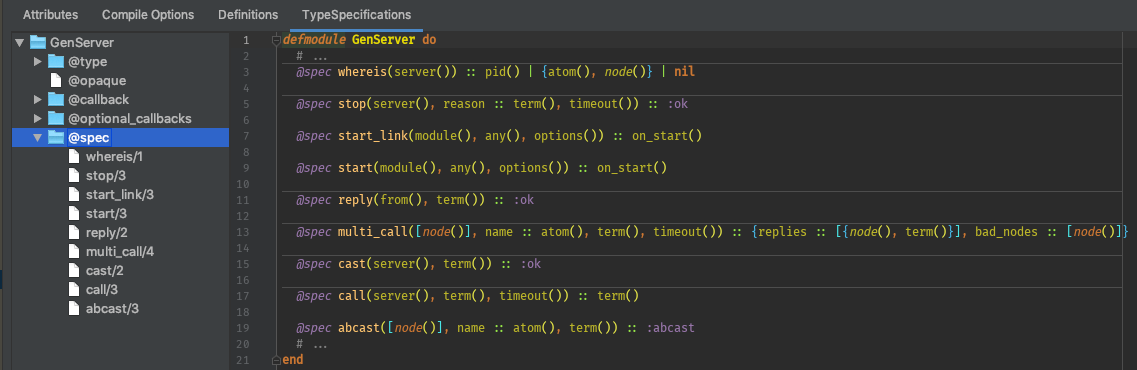 Attributes Compile Options Definitions TypeSpecifications
GenServer
@type
@opaque
@callback
@optional_callbacks
@spec
whereis/1
stop/3
start_link/3
start/3
reply/2
multi_call/4
cast/2
call/3
abcast/3
1 defmodule GenServer do
2 # ...
3 @spec whereis(server()) :: pid() | {atom(), node()} | nil
4
5 @spec stop(server(), reason :: term(), timeout()) :: :ok
6
7 @spec start_link(module(), any(), options()) :: on_start()
8
9 @spec start(module(), any(), options()) :: on_start()
10
11 @spec reply(from(), term()) :: :ok
12
13 @spec multi_call([node()], name :: atom(), term(), timeout()) :: {replies :: [{node(), term()}], bad_nodes :: [node()]}
14
15 @spec cast(server(), term()) :: :ok
16
17 @spec call(server(), term(), timeout()) :: term()
18
19 @spec abcast([node()], name :: atom(), term()) :: :abcast
20 # ...
21 end